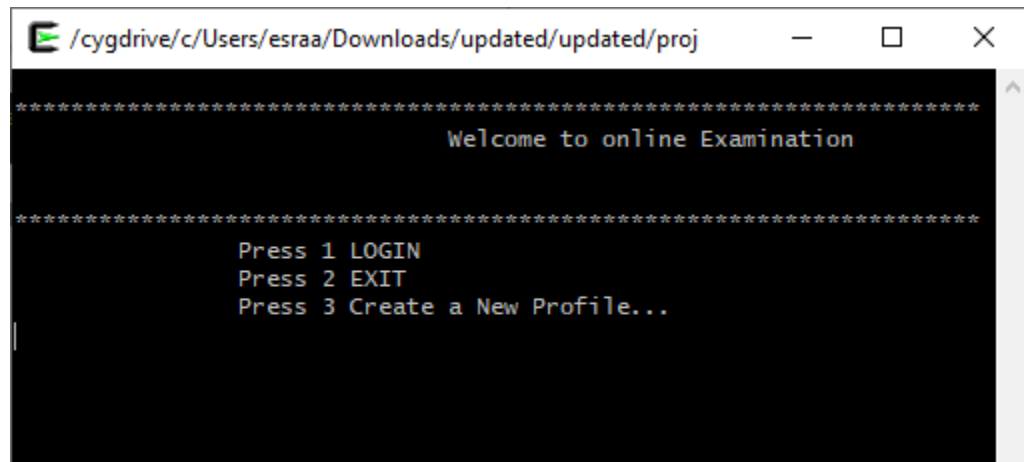 /cygdrive/c/Users/esraa/Downloads/updated/updated/proj
*********************************************************************
Welcome to online Examination
*********************************************************************
Press 1 LOGIN
Press 2 EXIT
Press 3 Create a New Profile...